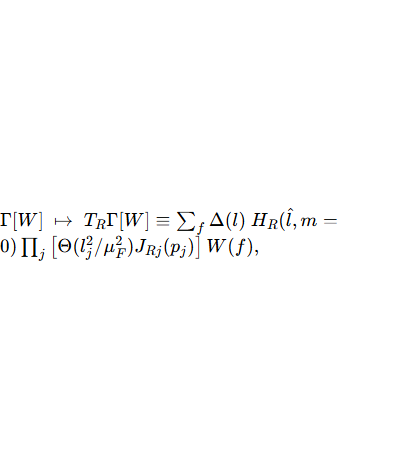 Γ[W] ↦ T_RΓ[W] ≡ ∑_f Δ(l) H_R(l̂, m =
0) ∏_j [Θ(l_j^2/μ_F^2)J_{Rj}(p_j)] W(f),